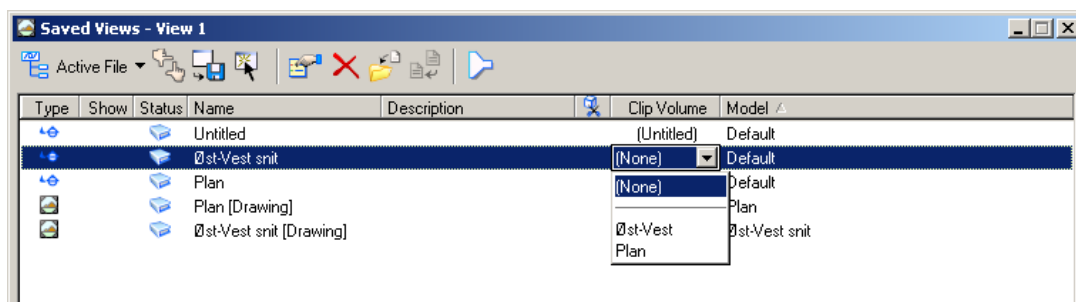 Saved Views - View 1
Active File
Type Show Status Name Description Clip Volume Model
Untitled (Untitled) Default
Øst-Vest snit (None) Default
Plan (None) Default
Plan [Drawing] Plan
Øst-Vest snit [Drawing] Øst-Vest Øst-Vest snit
Plan